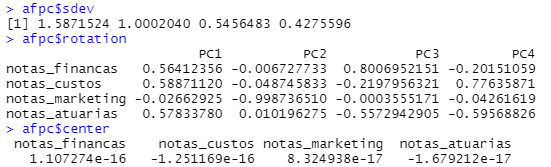 > afpc$sdev
[1] 1.5871524 1.0002040 0.5456483 0.4275596
> afpc$rotation
PC1 PC2 PC3 PC4
notas_financas 0.56412356 -0.006727733 0.8006952151 -0.20151059
notas_custos 0.58871120 -0.048745833 -0.2197956321 0.77635871
notas_marketing -0.02662925 -0.998736510 -0.0003555171 -0.04261619
notas_atuarias 0.57833780 0.010196275 -0.5572942905 -0.59568826
> afpc$center
notas_financas notas_custos notas_marketing notas_atuarias
1.107274e-16 -1.251169e-16 8.324938e-17 -1.679212e-17